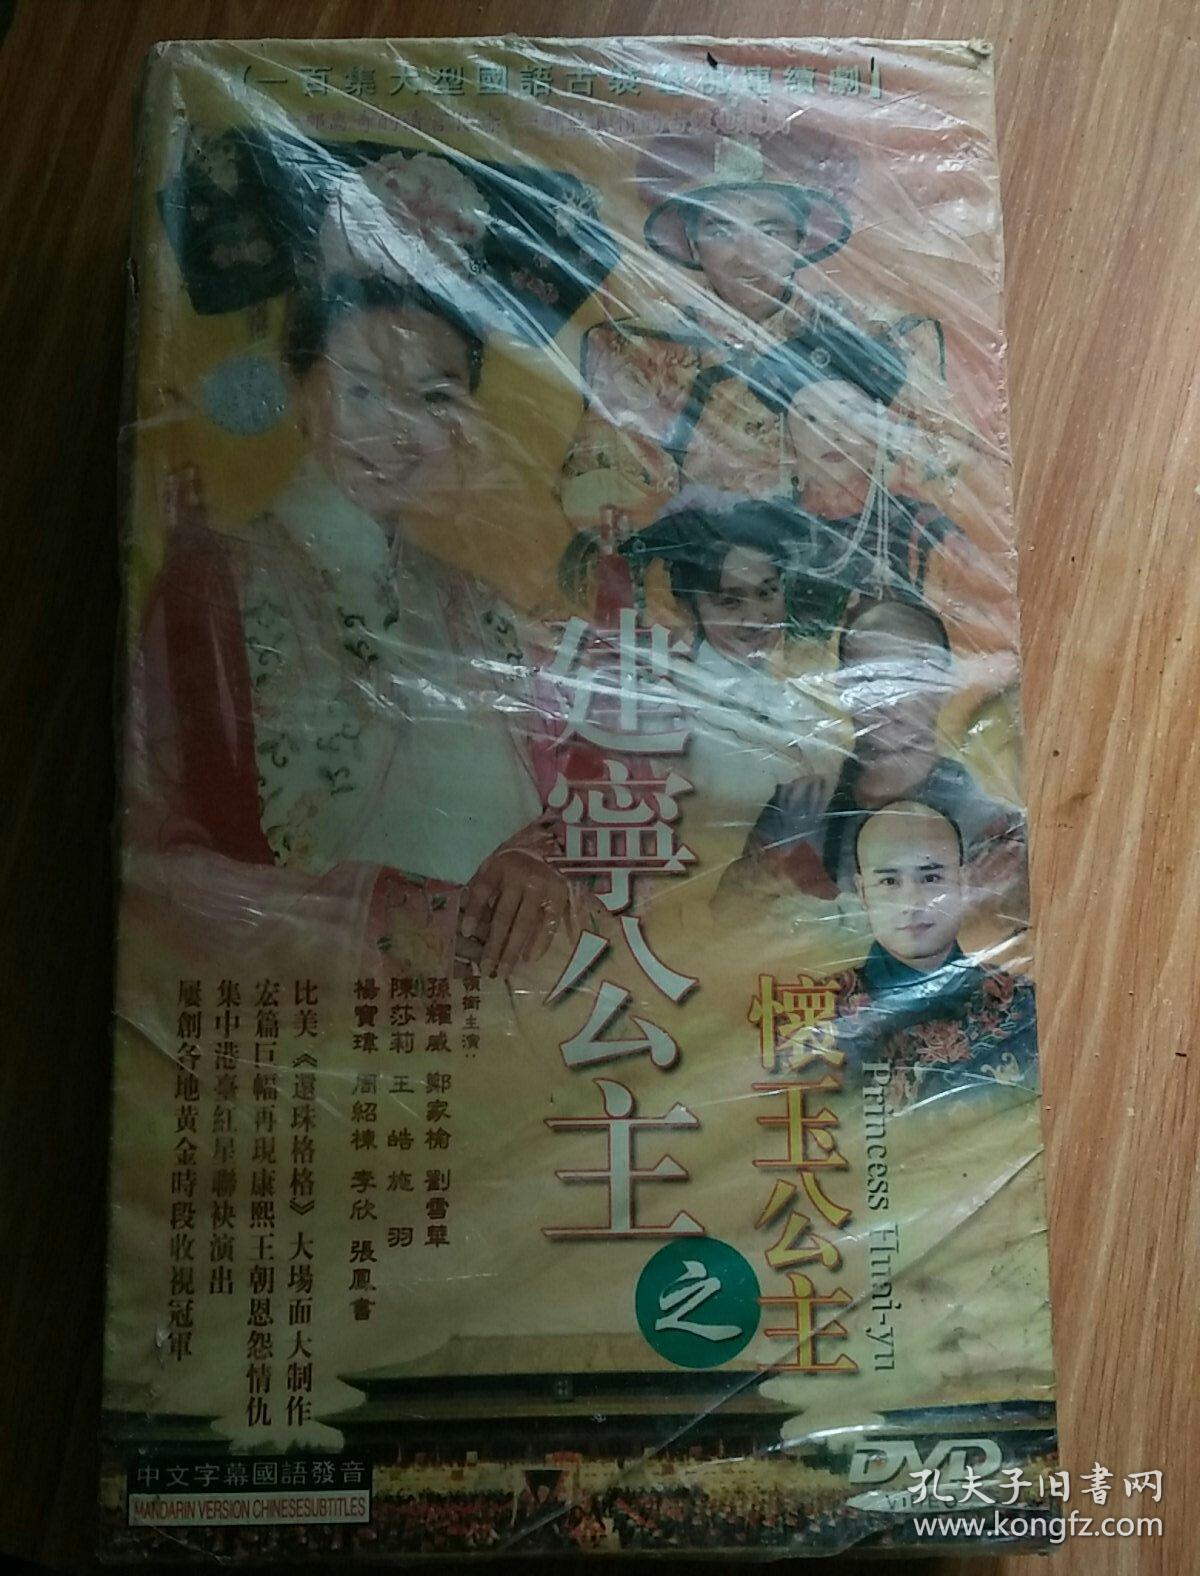 一百集大型國語古裝電視連續劇
建寧公主
之
懷玉公主
Princess Huai-yu
領銜主演：
孫耀威 鄭家榆 劉雪華
陳莎莉 王皓 施羽
楊寶瑋 周紹棟 李欣 張鳳書
比美《還珠格格》大場面大制作
宏篇巨幅再現康熙王朝恩怨情仇
集中港臺紅星聯袂演出
屢創各地黃金時段收視冠軍
中文字幕國語發音
MANDARIN VERSION CHINESESUBTITLES
DVD
VIDEO
孔夫子旧书网
www.kongfz.com